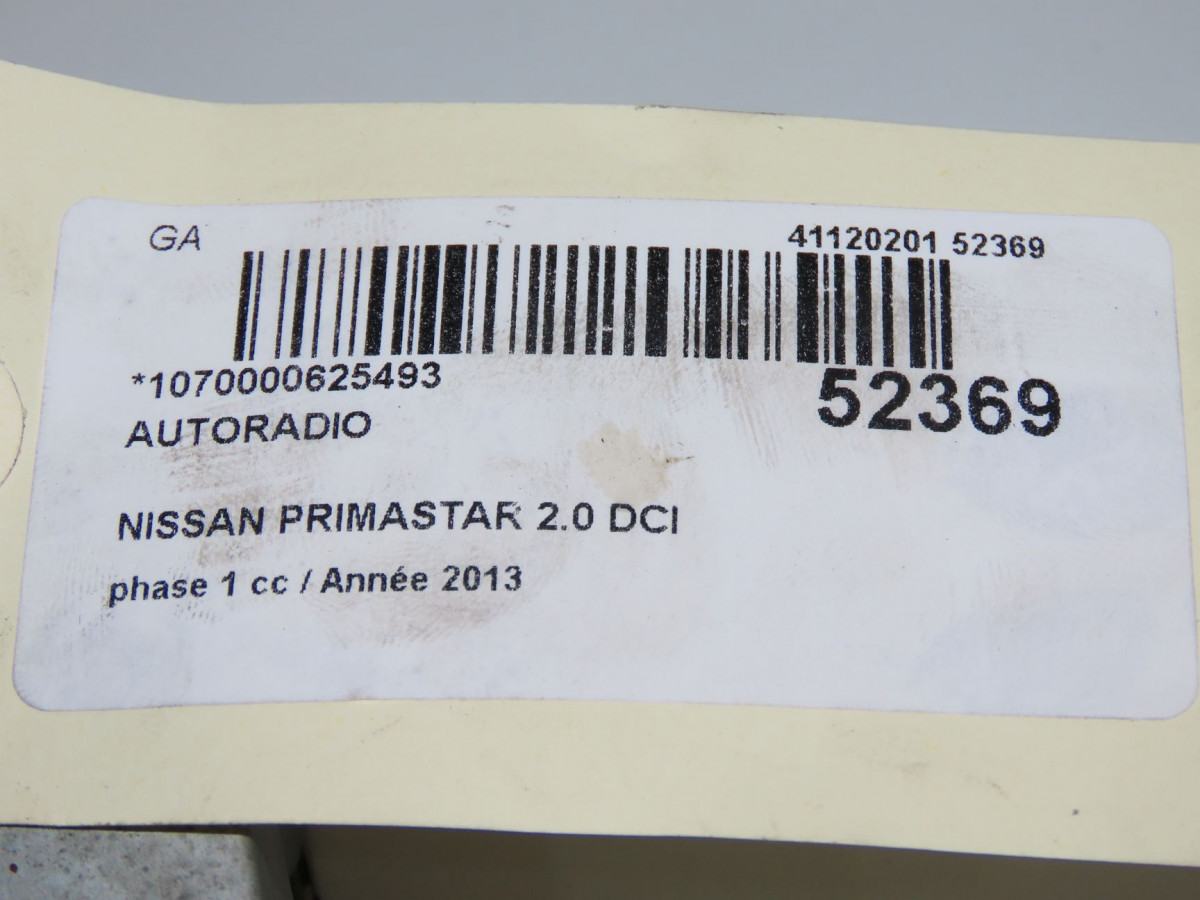 GA
41120201 52369
*1070000625493
52369
AUTORADIO
NISSAN PRIMASTAR 2.0 DCI
phase 1 cc / Année 2013